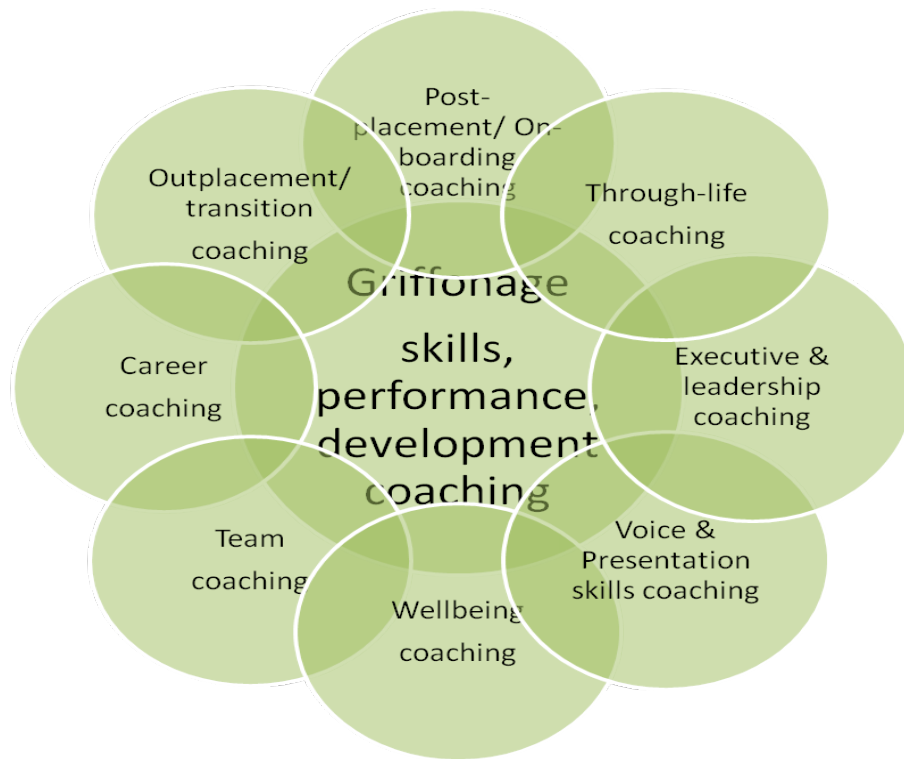 Post-
placement/ On-
boarding
coaching
Through-life
coaching
Executive &
leadership
coaching
Voice &
Presentation
skills coaching
Wellbeing
coaching
Team
coaching
Career
coaching
Outplacement/
transition
coaching
Griffonage
skills,
performance,
development
coaching